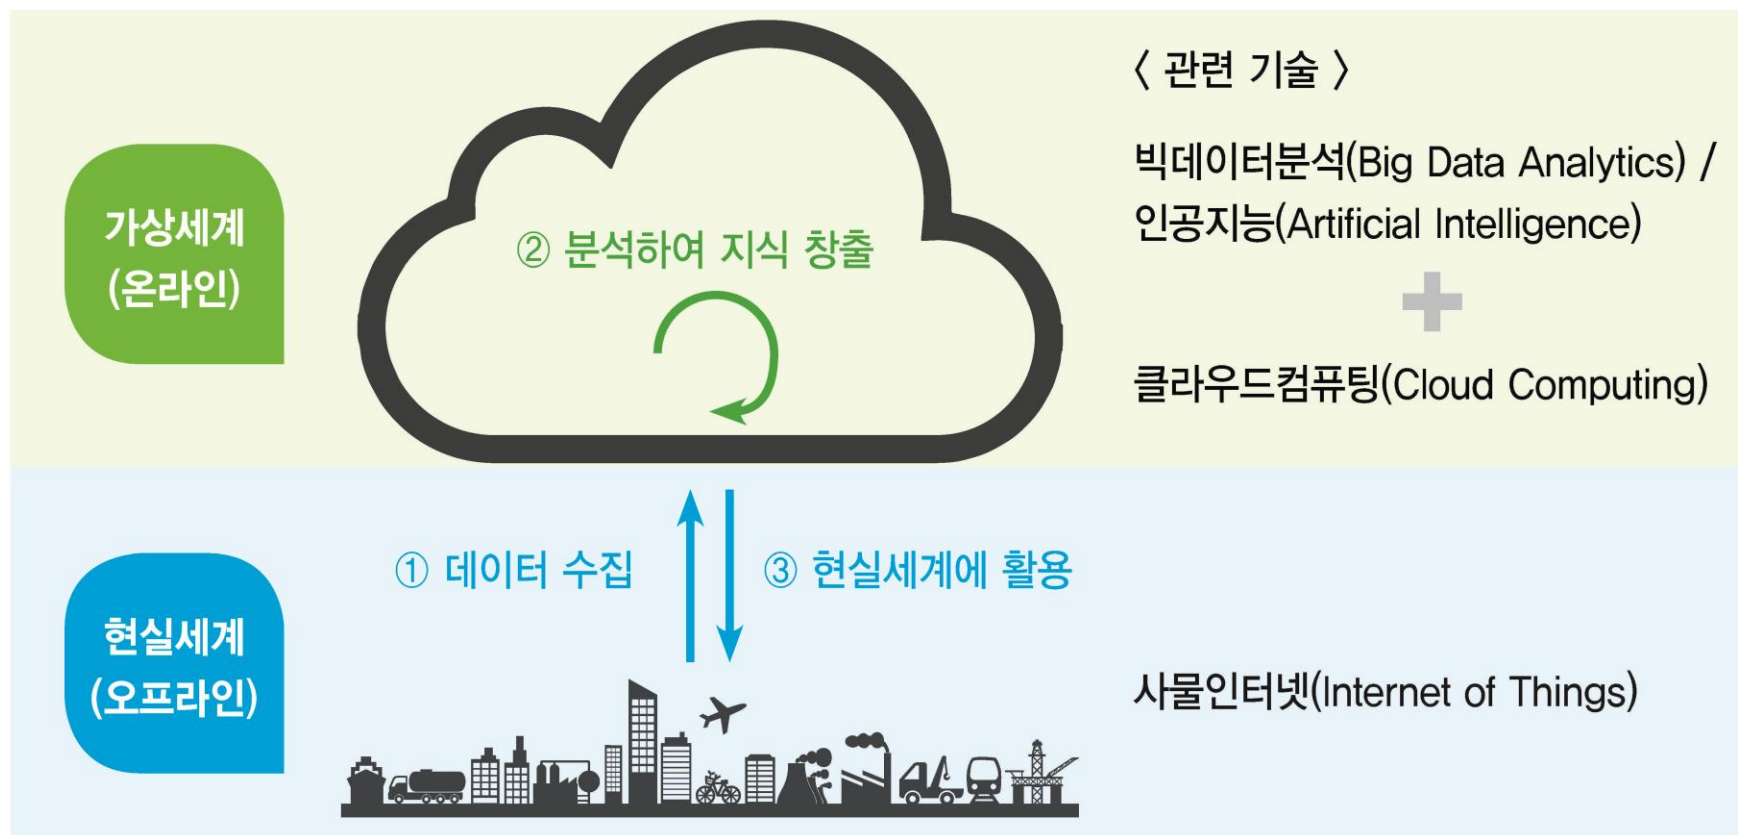 〈 관련 기술 〉
빅데이터분석(Big Data Analytics) /
인공지능(Artificial Intelligence)
클라우드컴퓨팅(Cloud Computing)
가상세계
(온라인)
② 분석하여 지식 창출
① 데이터 수집
③ 현실세계에 활용
현실세계
(오프라인)
사물인터넷(Internet of Things)